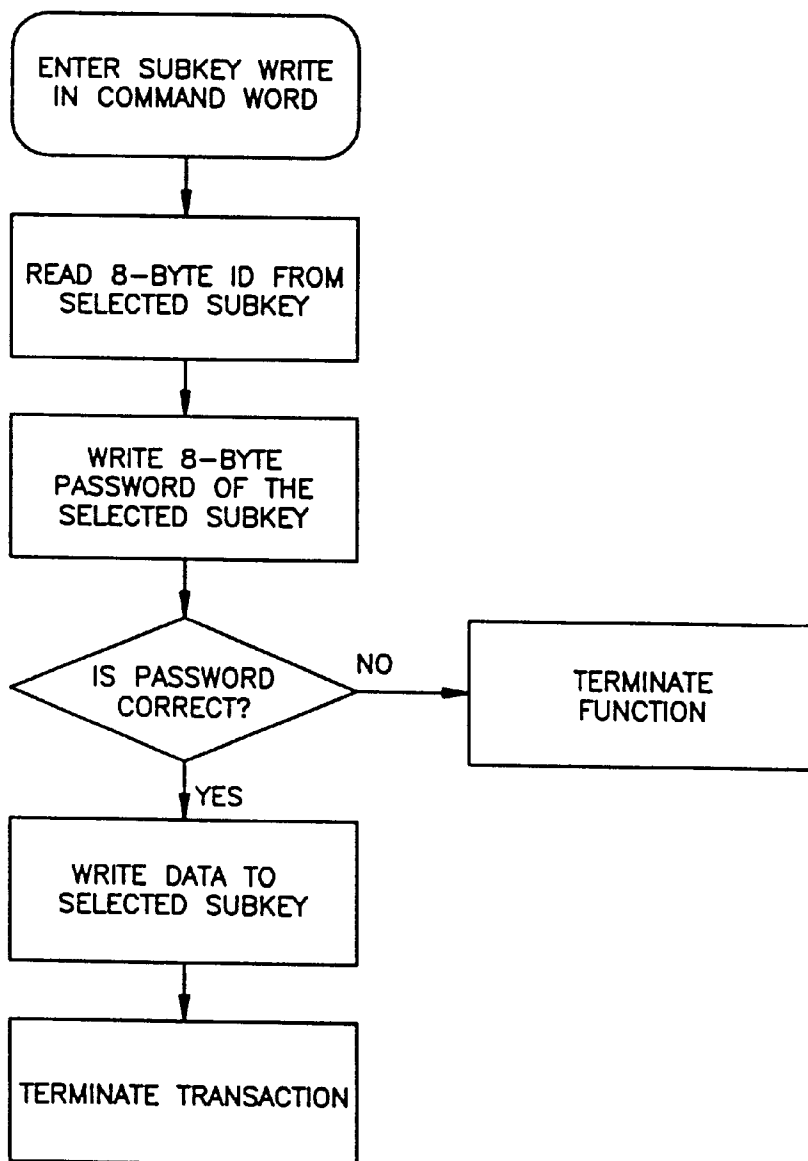 ENTER SUBKEY WRITE
IN COMMAND WORD
READ 8-BYTE ID FROM
SELECTED SUBKEY
WRITE 8-BYTE
PASSWORD OF THE
SELECTED SUBKEY
IS PASSWORD
CORRECT?
NO
TERMINATE
FUNCTION
YES
WRITE DATA TO
SELECTED SUBKEY
TERMINATE TRANSACTION